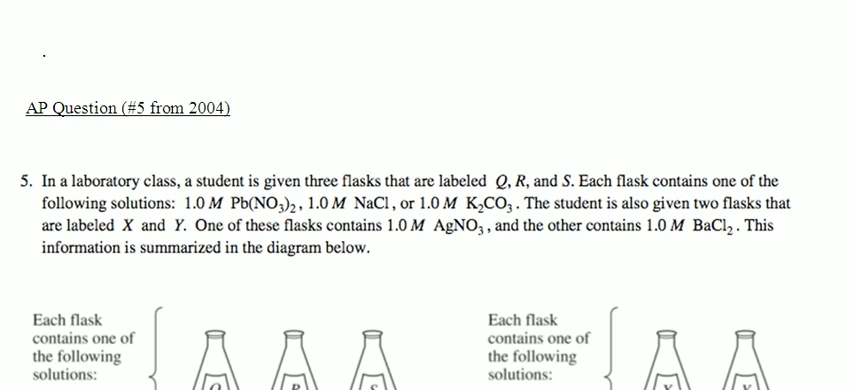 AP Question (#5 from 2004)
5. In a laboratory class, a student is given three flasks that are labeled Q, R, and S. Each flask contains one of the
following solutions: 1.0 M Pb(NO₃)₂, 1.0 M NaCl, or 1.0 M K₂CO₃. The student is also given two flasks that
are labeled X and Y. One of these flasks contains 1.0 M AgNO₃, and the other contains 1.0 M BaCl₂. This
information is summarized in the diagram below.
Each flask
contains one of
the following
solutions:
Q R S
Each flask
contains one of
the following
solutions:
X Y